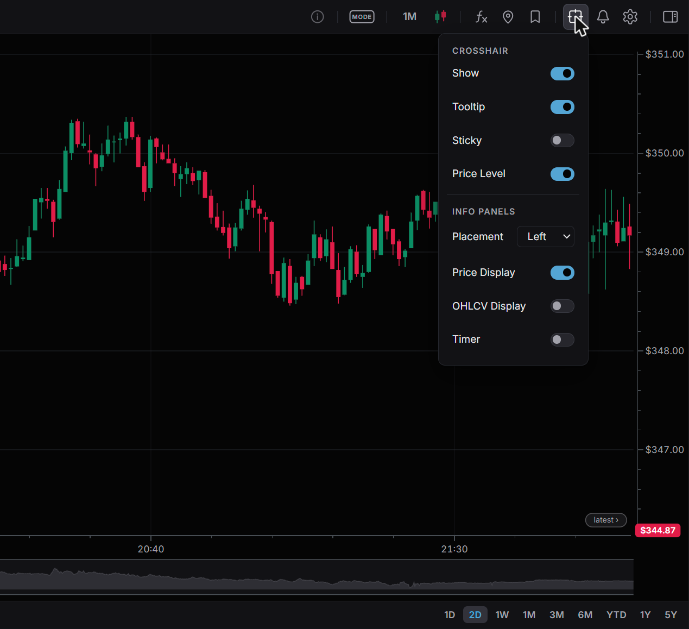 MODE
1M
CROSSHAIR
Show
Tooltip
Sticky
Price Level
INFO PANELS
Placement Left
Price Display
OHLCV Display
Timer
$351.00
$350.00
$349.00
$348.00
$347.00
latest ›
$344.87
20:40 21:30
1D 2D 1W 1M 3M 6M YTD 1Y 5Y